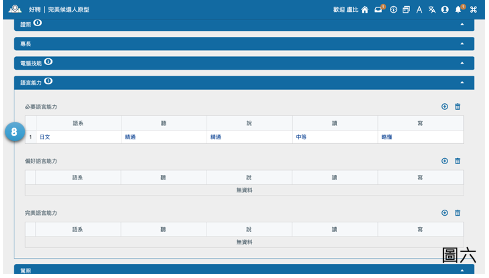 好聘 | 完美候選人原型
歡迎 盧比
證照
專長
電腦技能
語言能力
必要語言能力
語系 聽 說 讀 寫
8
1 日文 精通 精通 中等 略懂
偏好語言能力
語系 聽 說 讀 寫
無資料
完美語言能力
語系 聽 說 讀 寫
無資料
圖六
駕照